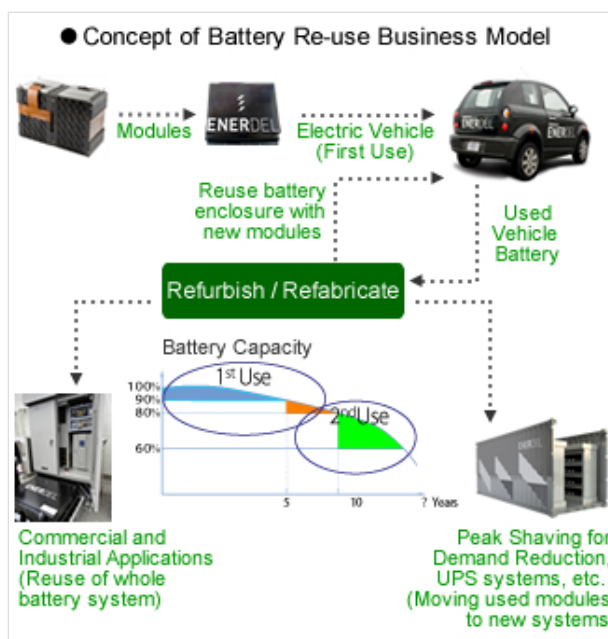 ● Concept of Battery Re-use Business Model
Modules
ENERDEL
Electric Vehicle
(First Use)
ENERDEL
Reuse battery
enclosure with
new modules
Used
Vehicle
Battery
Refurbish / Refabricate
Battery Capacity
1st Use
100%
90%
80%
2nd Use
60%
5
10
? Years
ENERDEL
Commercial and
Industrial Applications
(Reuse of whole
battery system)
Peak Shaving for
Demand Reduction,
UPS systems, etc.
(Moving used modules
to new systems